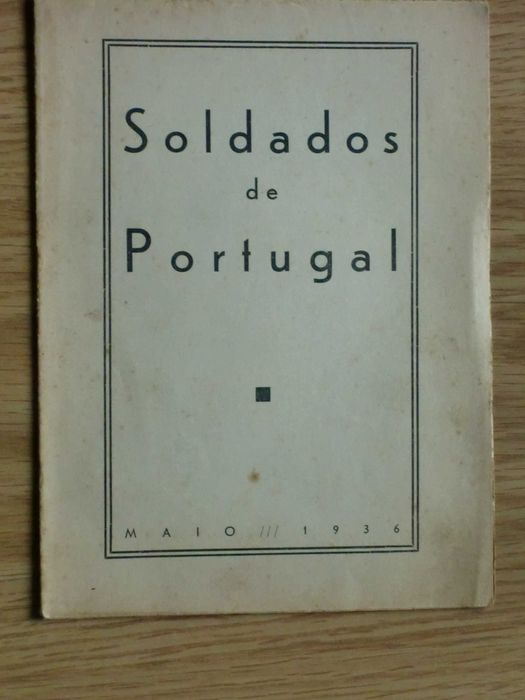 Soldados
de
Portugal
MAIO /// 1936